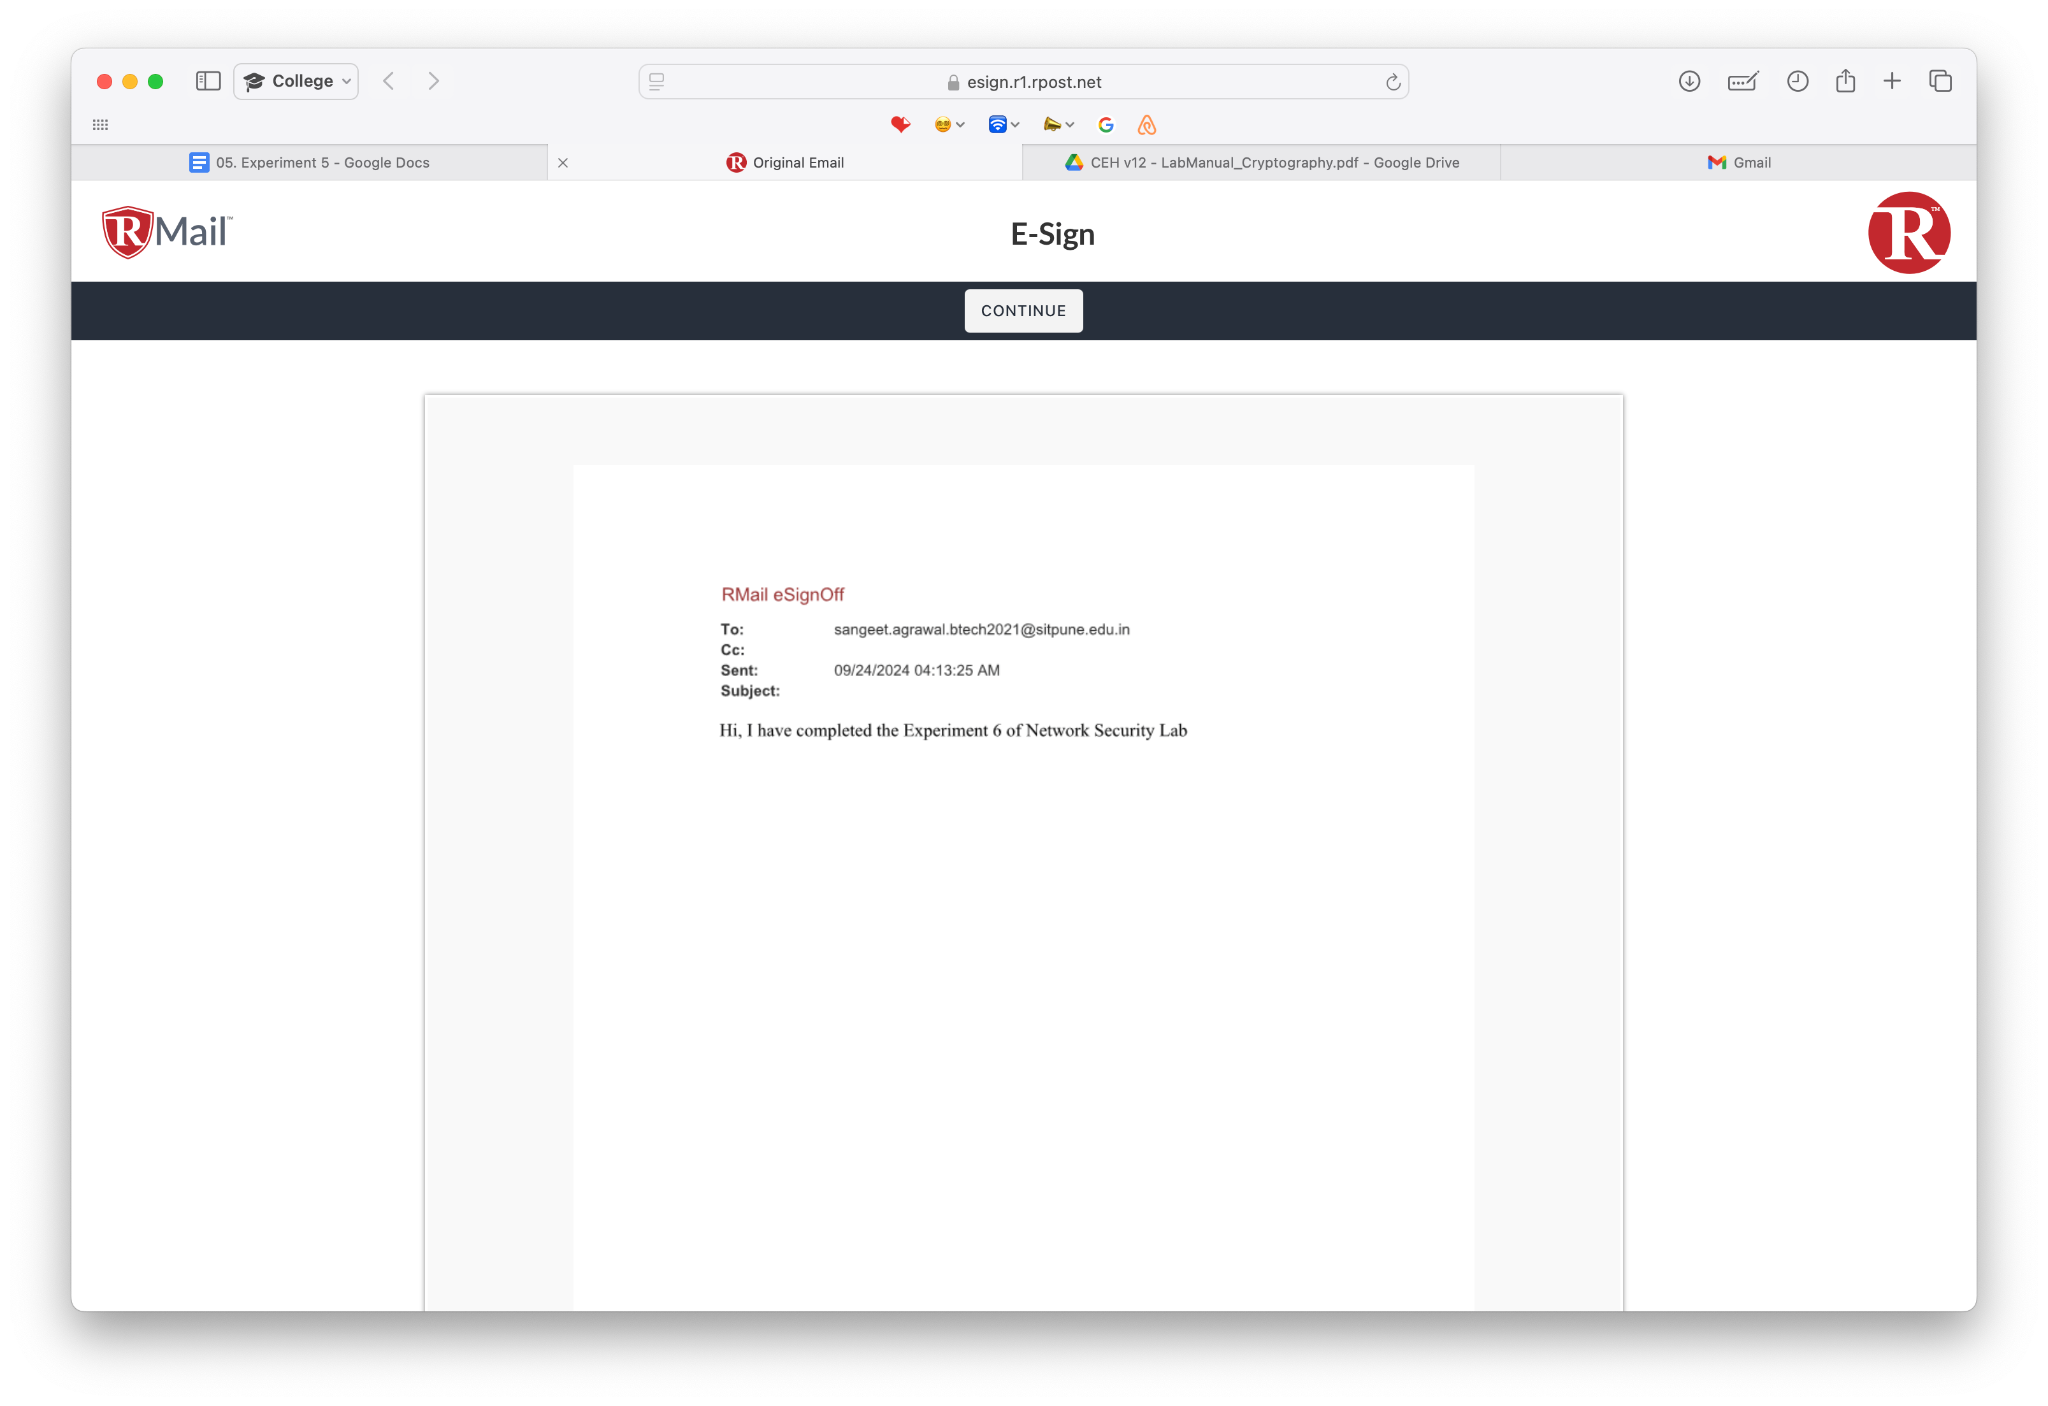 College
esign.r1.rpost.net
05. Experiment 5 - Google Docs
Original Email
CEH v12 - LabManual_Cryptography.pdf - Google Drive
Gmail
RMail™
E-Sign
R™
CONTINUE
RMail eSignOff
To: sangeet.agrawal.btech2021@sitpune.edu.in
Cc:
Sent: 09/24/2024 04:13:25 AM
Subject:
Hi, I have completed the Experiment 6 of Network Security Lab